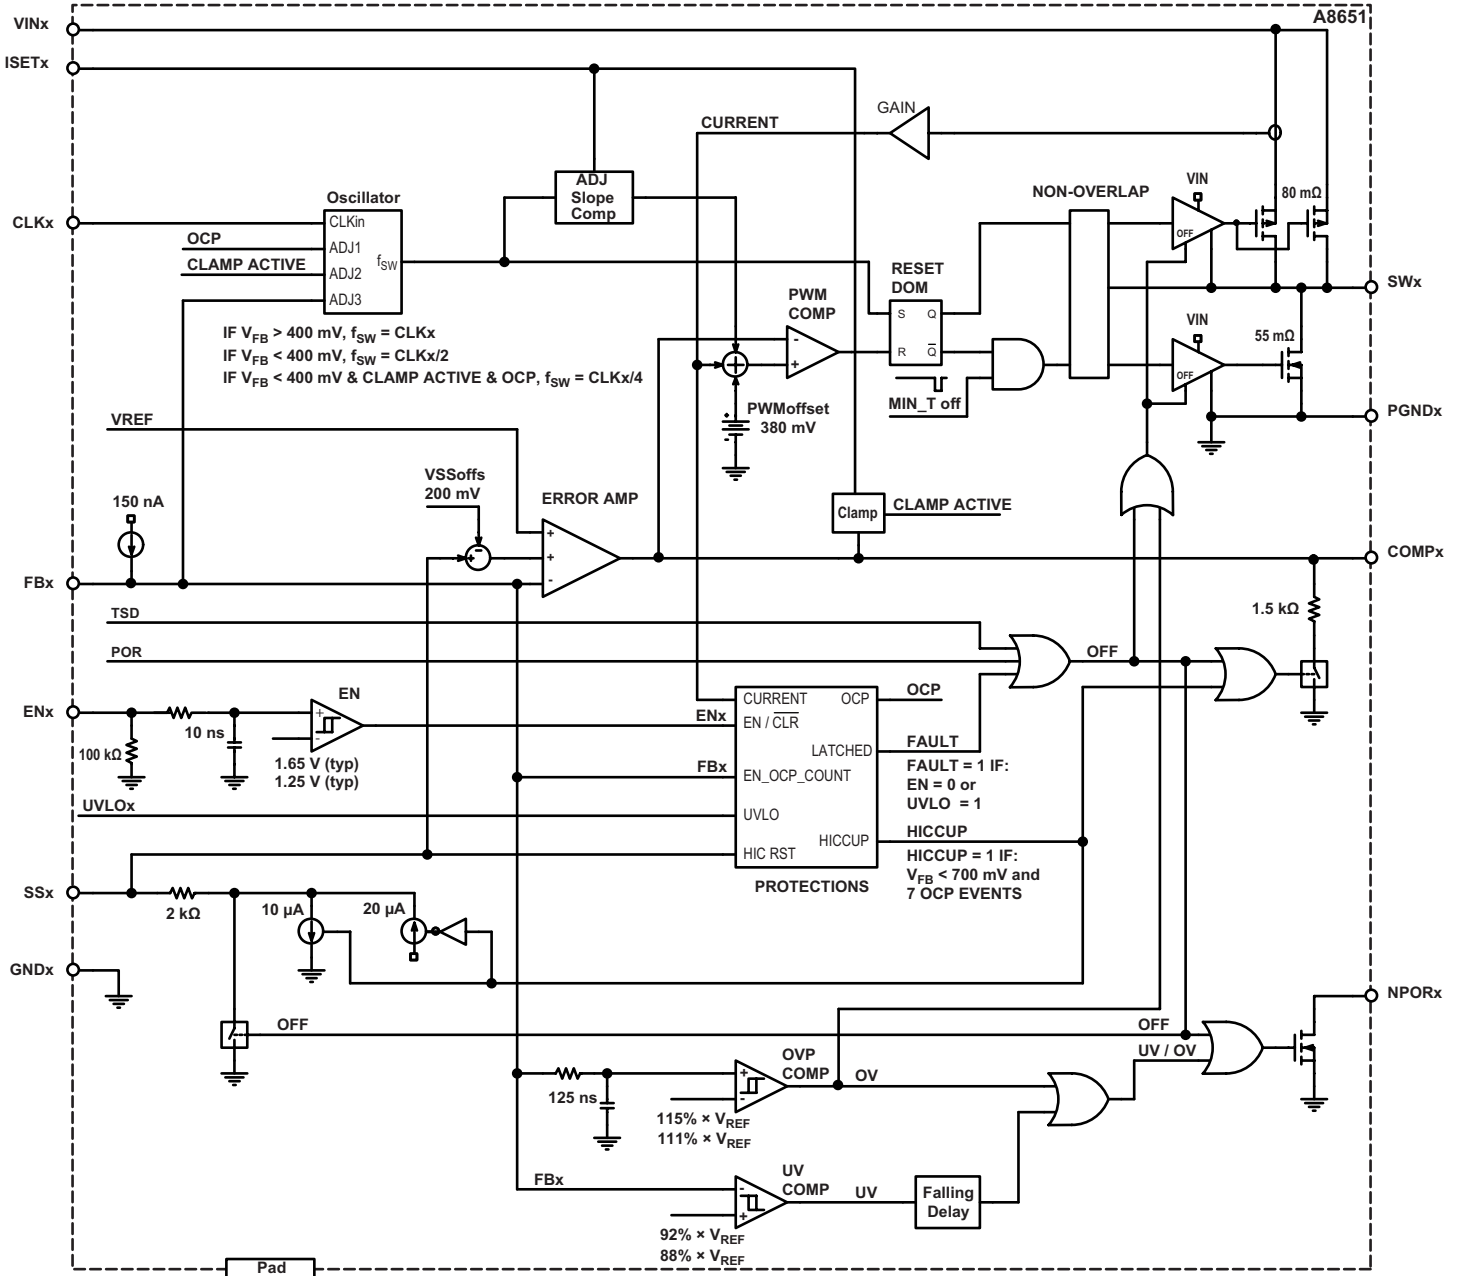 A8651
VINx
ISETx
GAIN
CURRENT
ADJ
Slope
Comp
NON-OVERLAP
VIN
80 mΩ
OFF
Oscillator
CLKx
CLKin
OCP
ADJ1
CLAMP ACTIVE
ADJ2
fSW
ADJ3
RESET
DOM
SWx
PWM
COMP
S
Q
R
Q̅
-
+
VIN
55 mΩ
OFF
IF VFB > 400 mV, fSW = CLKx
IF VFB < 400 mV, fSW = CLKx/2
IF VFB < 400 mV & CLAMP ACTIVE & OCP, fSW = CLKx/4
MIN_T off
PGNDx
VREF
+
-
PWMoffset
380 mV
VSSoffs
200 mV
ERROR AMP
150 nA
Clamp
CLAMP ACTIVE
+
-
+
+
-
COMPx
FBx
1.5 kΩ
TSD
POR
OFF
ENx
EN
+
-
10 ns
100 kΩ
1.65 V (typ)
1.25 V (typ)
ENx
FBx
CURRENT
OCP
OCP
EN / C̅L̅R̅
LATCHED
FAULT
EN_OCP_COUNT
FAULT = 1 IF:
EN = 0 or
UVLO = 1
UVLOx
UVLO
HICCUP
HICCUP
HIC RST
HICCUP = 1 IF:
VFB < 700 mV and
7 OCP EVENTS
PROTECTIONS
SSx
2 kΩ
10 µA
20 µA
GNDx
NPORx
OFF
OFF
UV / OV
OVP
COMP
OV
+
-
125 ns
115% × VREF
111% × VREF
FBx
UV
COMP
UV
-
+
Falling
Delay
92% × VREF
88% × VREF
Pad